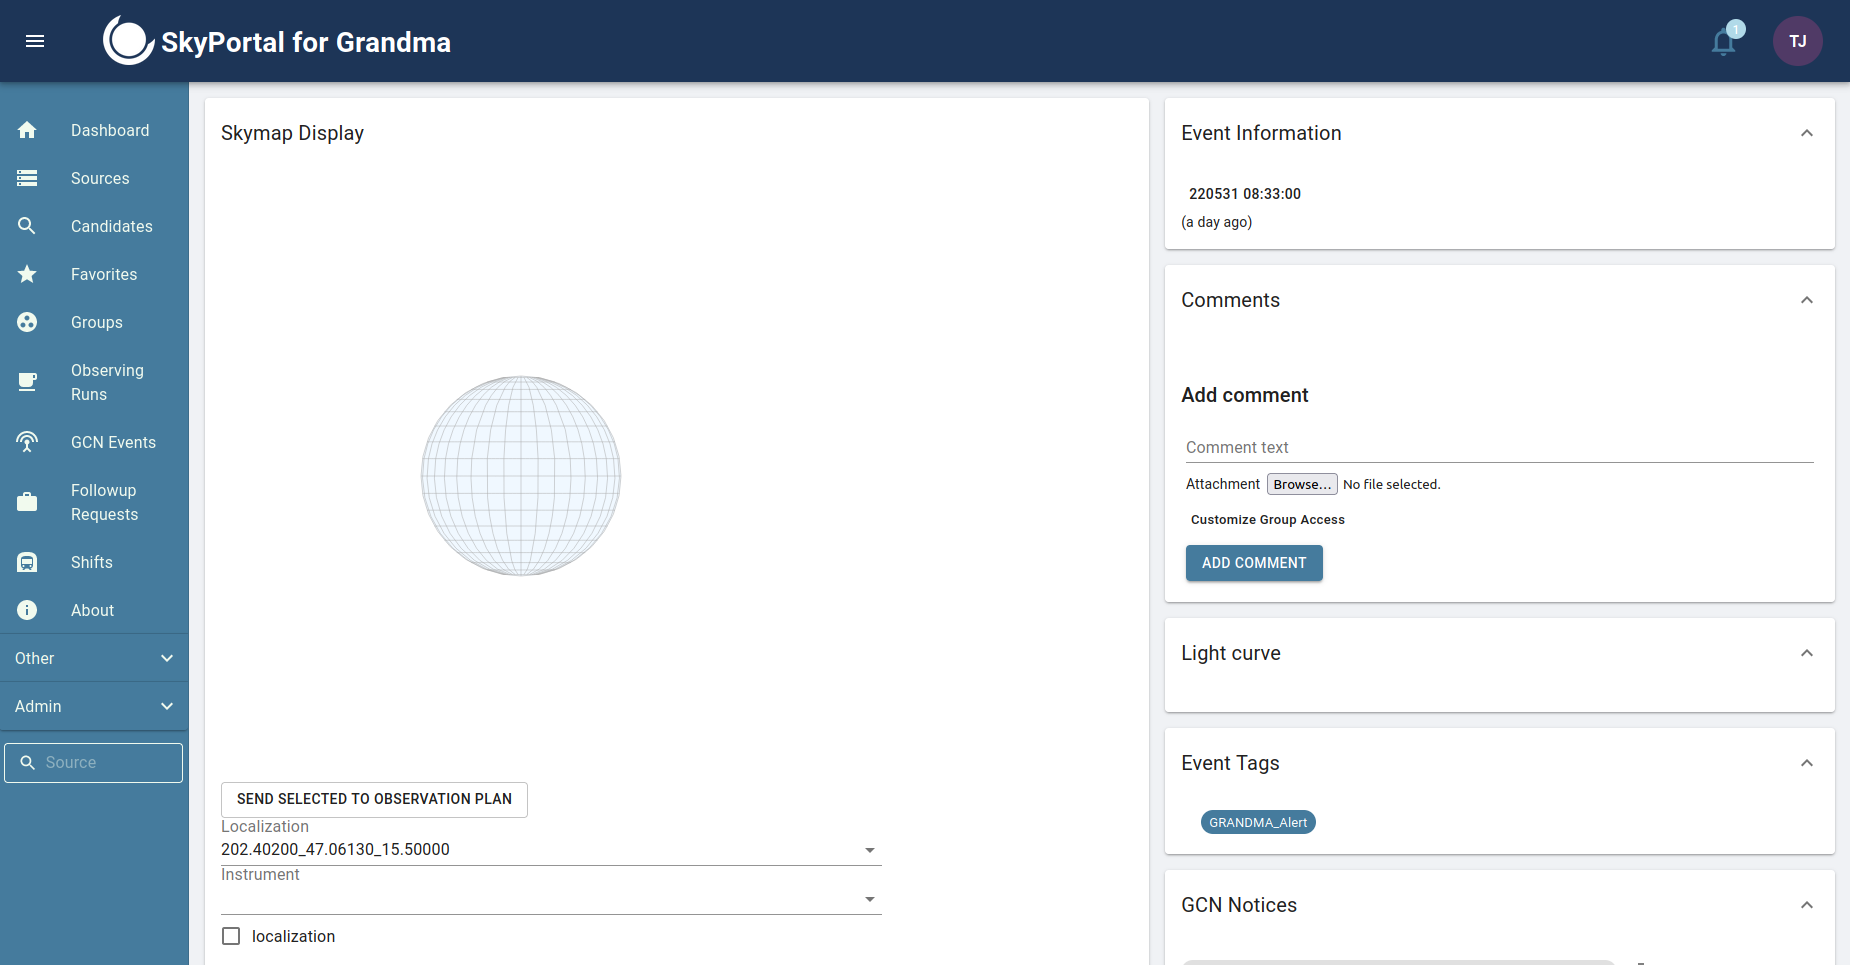 SkyPortal for Grandma
1
TJ
Dashboard
Sources
Candidates
Favorites
Groups
Observing
Runs
GCN Events
Followup
Requests
Shifts
About
Other
Admin
Source
Skymap Display
SEND SELECTED TO OBSERVATION PLAN
Localization
202.40200_47.06130_15.50000
Instrument
localization
Event Information
220531 08:33:00
(a day ago)
Comments
Add comment
Comment text
Attachment Browse... No file selected.
Customize Group Access
ADD COMMENT
Light curve
Event Tags
GRANDMA_Alert
GCN Notices